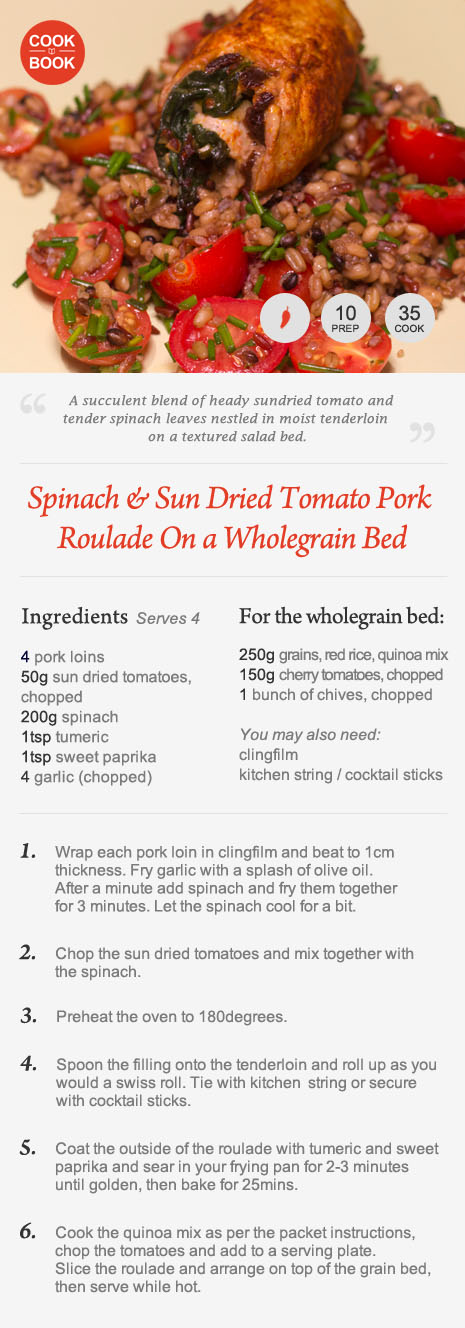 COOK
BOOK
10
PREP
35
COOK
“ A succulent blend of heady sundried tomato and
tender spinach leaves nestled in moist tenderloin
on a textured salad bed. ”
Spinach & Sun Dried Tomato Pork
Roulade On a Wholegrain Bed
Ingredients Serves 4
4 pork loins
50g sun dried tomatoes,
chopped
200g spinach
1tsp tumeric
1tsp sweet paprika
4 garlic (chopped)
For the wholegrain bed:
250g grains, red rice, quinoa mix
150g cherry tomatoes, chopped
1 bunch of chives, chopped
You may also need:
clingfilm
kitchen string / cocktail sticks
1. Wrap each pork loin in clingfilm and beat to 1cm
thickness. Fry garlic with a splash of olive oil.
After a minute add spinach and fry them together
for 3 minutes. Let the spinach cool for a bit.
2. Chop the sun dried tomatoes and mix together with
the spinach.
3. Preheat the oven to 180degrees.
4. Spoon the filling onto the tenderloin and roll up as you
would a swiss roll. Tie with kitchen string or secure
with cocktail sticks.
5. Coat the outside of the roulade with tumeric and sweet
paprika and sear in your frying pan for 2-3 minutes
until golden, then bake for 25mins.
6. Cook the quinoa mix as per the packet instructions,
chop the tomatoes and add to a serving plate.
Slice the roulade and arrange on top of the grain bed,
then serve while hot.